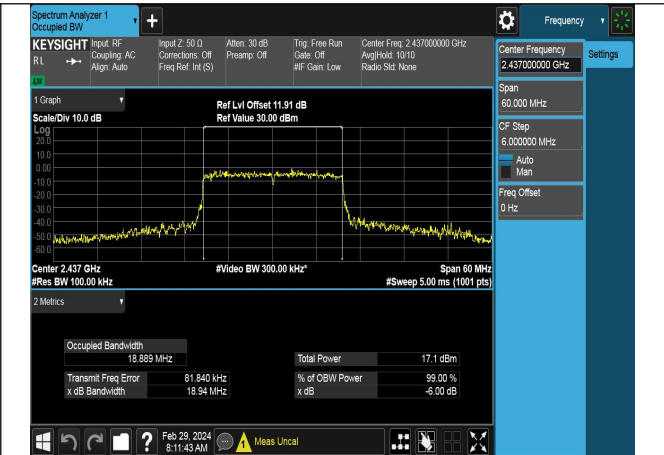 Spectrum Analyzer 1
Occupied BW
+
Frequency
KEYSIGHT
RL
Input: RF
Coupling: AC
Align: Auto
Input Z: 50 Ω
Corrections: Off
Freq Ref: Int (S)
Atten: 30 dB
Preamp: Off
Trig: Free Run
Gate: Off
#IF Gain: Low
Center Freq: 2.437000000 GHz
Avg|Hold: 10/10
Radio Std: None
Center Frequency
2.437000000 GHz
Settings
Span
60.000 MHz
CF Step
6.000000 MHz
Auto
Man
Freq Offset
0 Hz
1 Graph
Scale/Div 10.0 dB
Ref Lvl Offset 11.91 dB
Ref Value 30.00 dBm
Log
20.0
10.0
0.00
-10.0
-20.0
-30.0
-40.0
-50.0
-60.0
Center 2.437 GHz
#Res BW 100.00 kHz
#Video BW 300.00 kHz*
Span 60 MHz
#Sweep 5.00 ms (1001 pts)
2 Metrics
Occupied Bandwidth
18.889 MHz
Total Power 17.1 dBm
Transmit Freq Error 81.840 kHz
% of OBW Power 99.00 %
x dB Bandwidth 18.94 MHz
x dB -6.00 dB
?
Feb 29, 2024
8:11:43 AM
1
Meas Uncal